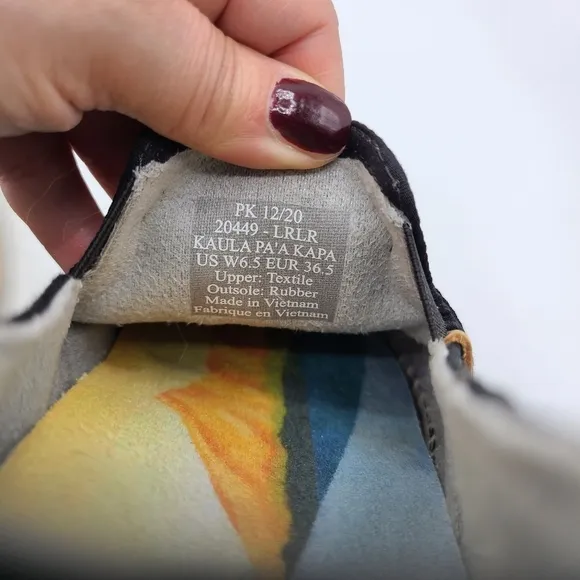 PK 12/20
20449 - LRLR
KAULA PA'A KAPA
US W6.5 EUR 36.5
Upper: Textile
Outsole: Rubber
Made in Vietnam
Fabrique en Vietnam